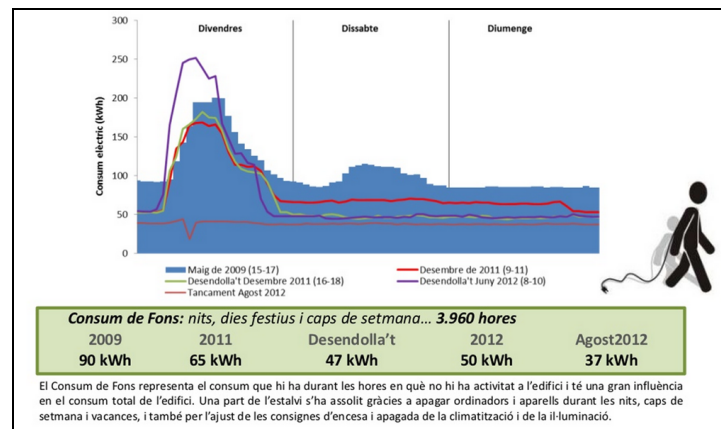 Divendres Dissabte Diumenge
Consum elèctric (kWh)
300
250
200
150
100
50
0
Maig de 2009 (15-17) Desembre de 2011 (9-11)
Desendolla't Desembre 2011 (16-18) Desendolla't Juny 2012 (8-10)
Tancament Agost 2012
Consum de Fons: nits, dies festius i caps de setmana... 3.960 hores
2009 2011 Desendolla't 2012 Agost2012
90 kWh 65 kWh 47 kWh 50 kWh 37 kWh
El Consum de Fons representa el consum que hi ha durant les hores en què no hi ha activitat a l'edifici i té una gran influència
en el consum total de l'edifici. Una part de l'estalvi s'ha assolit gràcies a apagar ordinadors i aparells durant les nits, caps de
setmana i vacances, i també per l'ajust de les consignes d'encesa i apagada de la climatització i de la il·luminació.